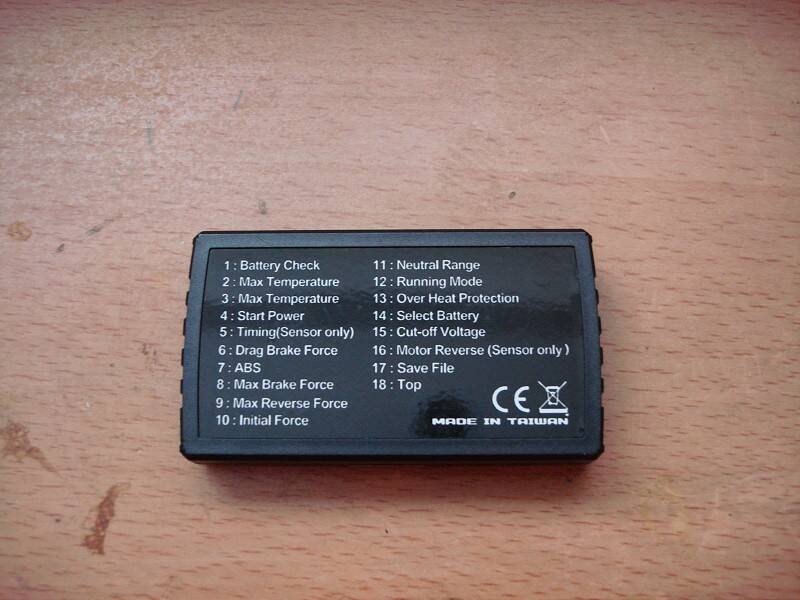 1 : Battery Check
2 : Max Temperature
3 : Max Temperature
4 : Start Power
5 : Timing(Sensor only)
6 : Drag Brake Force
7 : ABS
8 : Max Brake Force
9 : Max Reverse Force
10 : Initial Force
11 : Neutral Range
12 : Running Mode
13 : Over Heat Protection
14 : Select Battery
15 : Cut-off Voltage
16 : Motor Reverse (Sensor only)
17 : Save File
18 : Top
CE
MADE IN TAIWAN